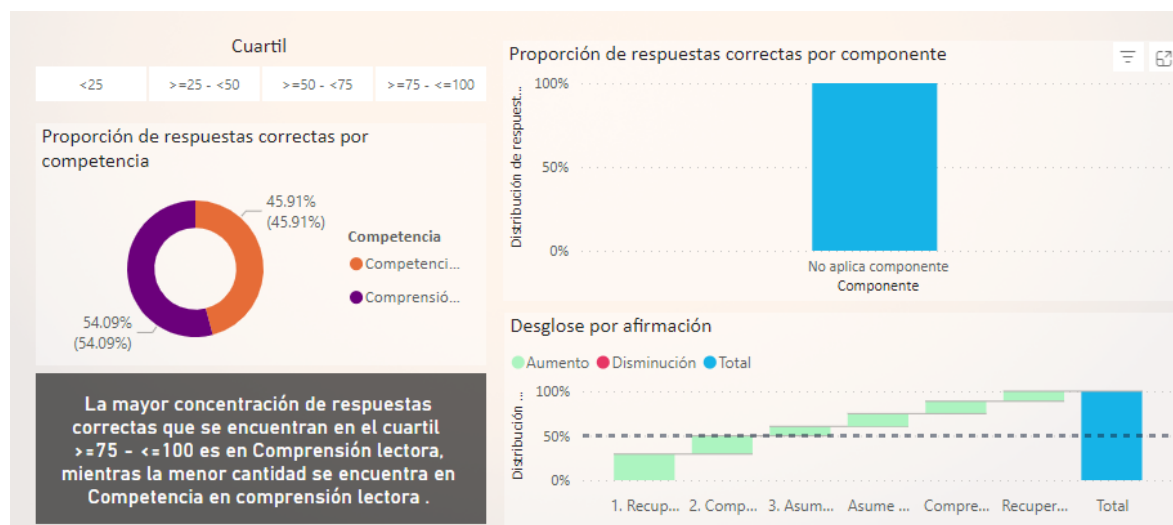 Cuartil
<25
>=25 - <50
>=50 - <75
>=75 - <=100
Proporción de respuestas correctas por
competencia
45.91%
(45.91%)
54.09%
(54.09%)
Competencia
Competenci...
Comprensió...
La mayor concentración de respuestas
correctas que se encuentran en el cuartil
>=75 - <=100 es en Comprensión lectora,
mientras la menor cantidad se encuentra en
Competencia en comprensión lectora .
Proporción de respuestas correctas por componente
Distribución de respuest...
100%
50%
0%
No aplica componente
Componente
Desglose por afirmación
Aumento
Disminución
Total
Distribución ...
100%
50%
0%
1. Recup...
2. Comp...
3. Asum...
Asume ...
Compre...
Recuper...
Total